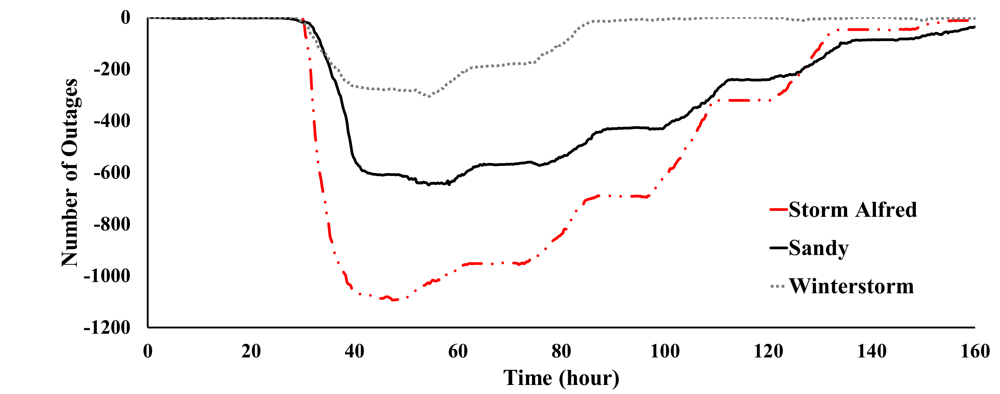 0
-200
-400
-600
-800
-1000
-1200
Number of Outages
0 20 40 60 80 100 120 140 160
Time (hour)
Storm Alfred
Sandy
Winterstorm